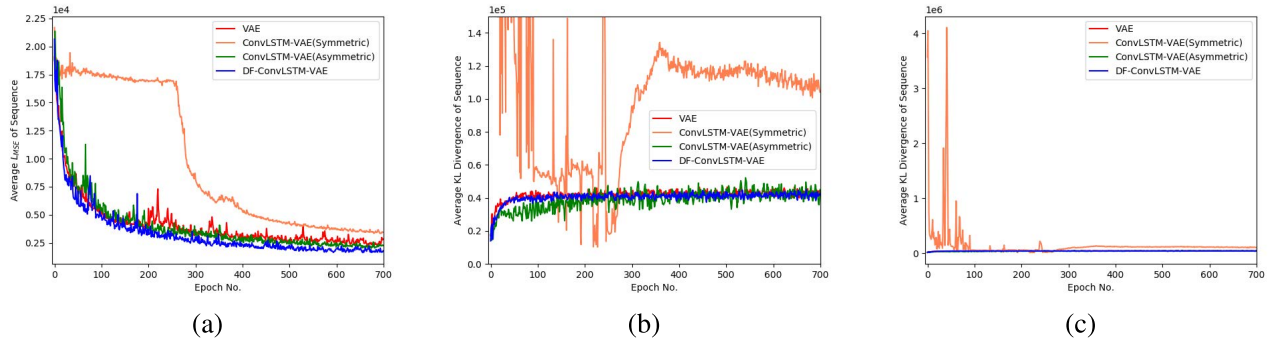 1e4
2.25
2.00
1.75
1.50
1.25
1.00
0.75
0.50
0.25
Average L_MSE of Sequence
0 100 200 300 400 500 600 700
Epoch No.
VAE
ConvLSTM-VAE(Symmetric)
ConvLSTM-VAE(Asymmetric)
DF-ConvLSTM-VAE
(a)
1e5
1.4
1.2
1.0
0.8
0.6
0.4
0.2
0.0
Average KL Divergence of Sequence
0 100 200 300 400 500 600 700
Epoch No.
VAE
ConvLSTM-VAE(Symmetric)
ConvLSTM-VAE(Asymmetric)
DF-ConvLSTM-VAE
(b)
1e6
4
3
2
1
0
Average KL Divergence of Sequence
0 100 200 300 400 500 600 700
Epoch No.
VAE
ConvLSTM-VAE(Symmetric)
ConvLSTM-VAE(Asymmetric)
DF-ConvLSTM-VAE
(c)